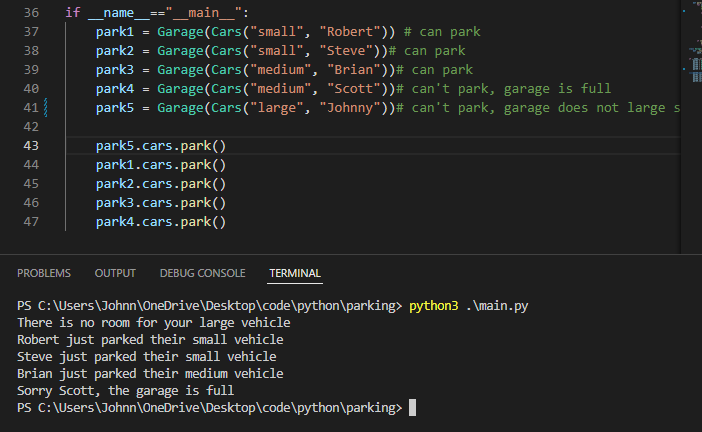 36 if __name__=="__main__":
37 park1 = Garage(Cars("small", "Robert")) # can park
38 park2 = Garage(Cars("small", "Steve"))# can park
39 park3 = Garage(Cars("medium", "Brian"))# can park
40 park4 = Garage(Cars("medium", "Scott"))# can't park, garage is full
41 park5 = Garage(Cars("large", "Johnny"))# can't park, garage does not large s
42
43 park5.cars.park()
44 park1.cars.park()
45 park2.cars.park()
46 park3.cars.park()
47 park4.cars.park()
PROBLEMS OUTPUT DEBUG CONSOLE TERMINAL
PS C:\Users\Johnn\OneDrive\Desktop\code\python\parking> python3 .\main.py
There is no room for your large vehicle
Robert just parked their small vehicle
Steve just parked their small vehicle
Brian just parked their medium vehicle
Sorry Scott, the garage is full
PS C:\Users\Johnn\OneDrive\Desktop\code\python\parking>